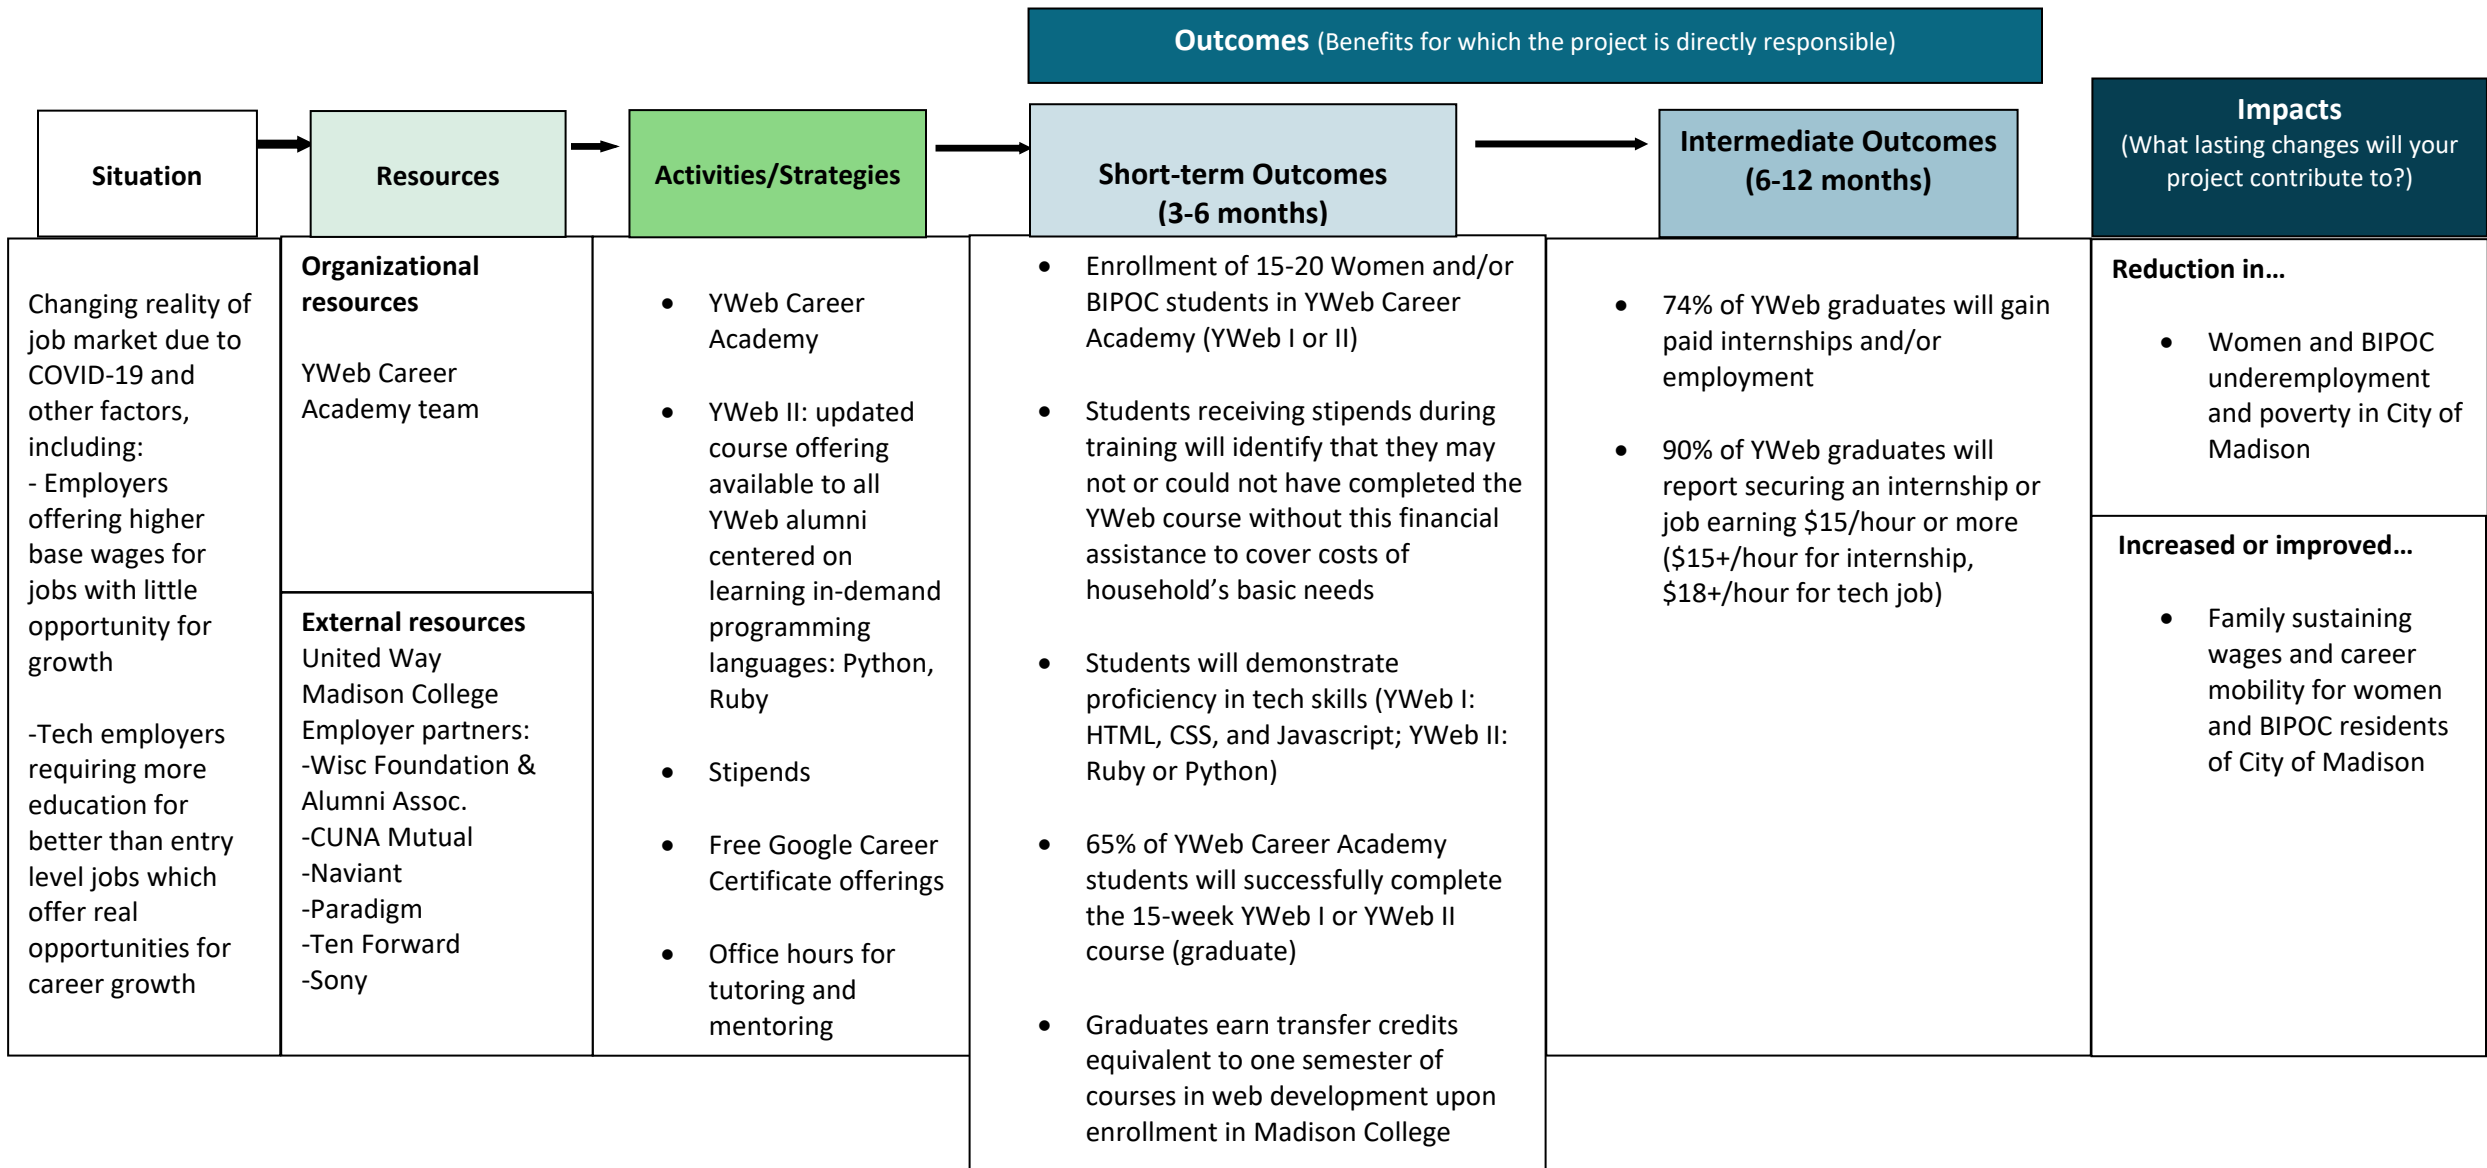 Outcomes (Benefits for which the project is directly responsible)
Situation
Resources
Activities/Strategies
Short-term Outcomes
(3-6 months)
Intermediate Outcomes
(6-12 months)
Impacts
(What lasting changes will your
project contribute to?)
Changing reality of
job market due to
COVID-19 and
other factors,
including:
- Employers
offering higher
base wages for
jobs with little
opportunity for
growth
-Tech employers
requiring more
education for
better than entry
level jobs which
offer real
opportunities for
career growth
Organizational
resources
YWeb Career
Academy team
External resources
United Way
Madison College
Employer partners:
-Wisc Foundation &
Alumni Assoc.
-CUNA Mutual
-Naviant
-Paradigm
-Ten Forward
-Sony
• YWeb Career
Academy
• YWeb II: updated
course offering
available to all
YWeb alumni
centered on
learning in-demand
programming
languages: Python,
Ruby
• Stipends
• Free Google Career
Certificate offerings
• Office hours for
tutoring and
mentoring
• Enrollment of 15-20 Women and/or
BIPOC students in YWeb Career
Academy (YWeb I or II)
• Students receiving stipends during
training will identify that they may
not or could not have completed the
YWeb course without this financial
assistance to cover costs of
household’s basic needs
• Students will demonstrate
proficiency in tech skills (YWeb I:
HTML, CSS, and Javascript; YWeb II:
Ruby or Python)
• 65% of YWeb Career Academy
students will successfully complete
the 15-week YWeb I or YWeb II
course (graduate)
• Graduates earn transfer credits
equivalent to one semester of
courses in web development upon
enrollment in Madison College
• 74% of YWeb graduates will gain
paid internships and/or
employment
• 90% of YWeb graduates will
report securing an internship or
job earning $15/hour or more
($15+/hour for internship,
$18+/hour for tech job)
Reduction in…
• Women and BIPOC
underemployment
and poverty in City of
Madison
Increased or improved…
• Family sustaining
wages and career
mobility for women
and BIPOC residents
of City of Madison